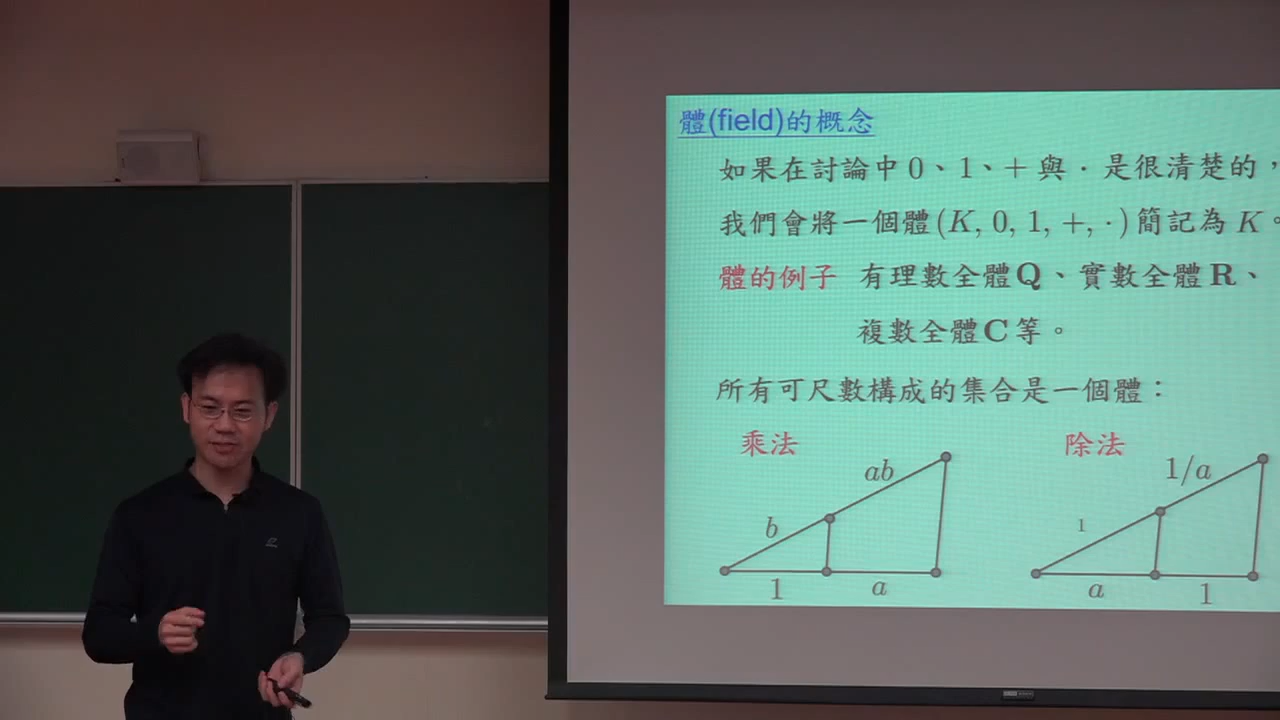 體(field)的概念
如果在討論中 0、1、+ 與 · 是很清楚的，
我們會將一個體 (K, 0, 1, +, ·) 簡記為 K。
體的例子 有理數全體 Q、實數全體 R、
複數全體 C 等。
所有可尺數構成的集合是一個體：
乘法 除法
ab 1/a
b 1
1 a a 1